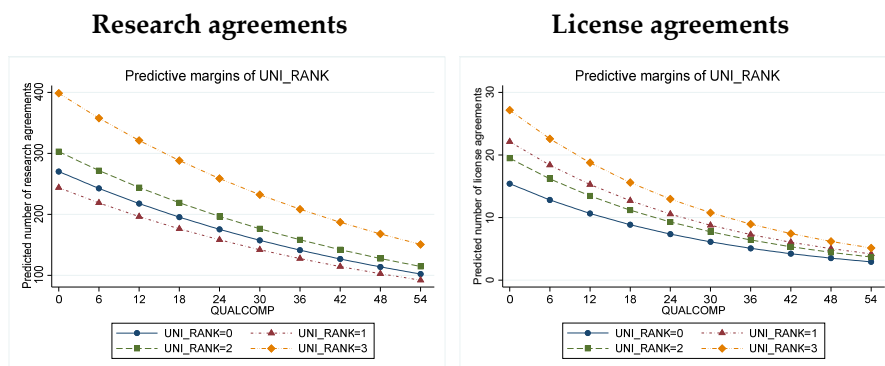 Research agreements
License agreements
Predictive margins of UNI_RANK
Predicted number of research agreements
400
300
200
100
0 6 12 18 24 30 36 42 48 54
QUALCOMP
UNI_RANK=0 UNI_RANK=1
UNI_RANK=2 UNI_RANK=3
Predictive margins of UNI_RANK
Predicted number of license agreements
30
20
10
0
0 6 12 18 24 30 36 42 48 54
QUALCOMP
UNI_RANK=0 UNI_RANK=1
UNI_RANK=2 UNI_RANK=3